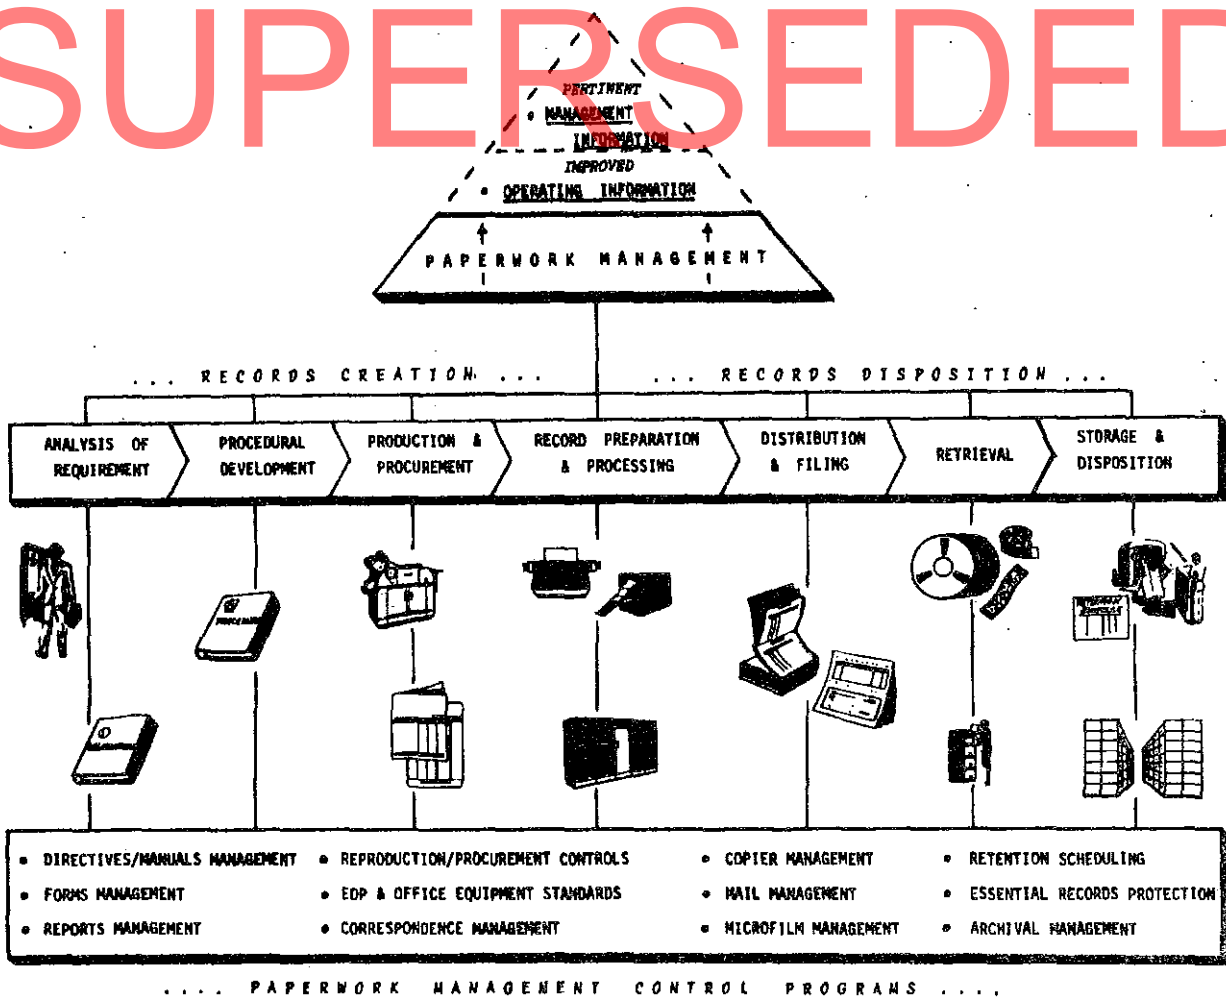 SUPERSEDED
PERTINENT
• MANAGEMENT
INFORMATION
IMPROVED
• OPERATING INFORMATION
PAPERWORK MANAGEMENT
... RECORDS CREATION ...
... RECORDS DISPOSITION ...
ANALYSIS OF
REQUIREMENT
PROCEDURAL
DEVELOPMENT
PRODUCTION &
PROCUREMENT
RECORD PREPARATION
& PROCESSING
DISTRIBUTION
& FILING
RETRIEVAL
STORAGE &
DISPOSITION
• DIRECTIVES/MANUALS MANAGEMENT
• FORMS MANAGEMENT
• REPORTS MANAGEMENT
• REPRODUCTION/PROCUREMENT CONTROLS
• EDP & OFFICE EQUIPMENT STANDARDS
• CORRESPONDENCE MANAGEMENT
• COPIER MANAGEMENT
• MAIL MANAGEMENT
• MICROFILM MANAGEMENT
• RETENTION SCHEDULING
• ESSENTIAL RECORDS PROTECTION
• ARCHIVAL MANAGEMENT
.... PAPERWORK MANAGEMENT CONTROL PROGRAMS ....